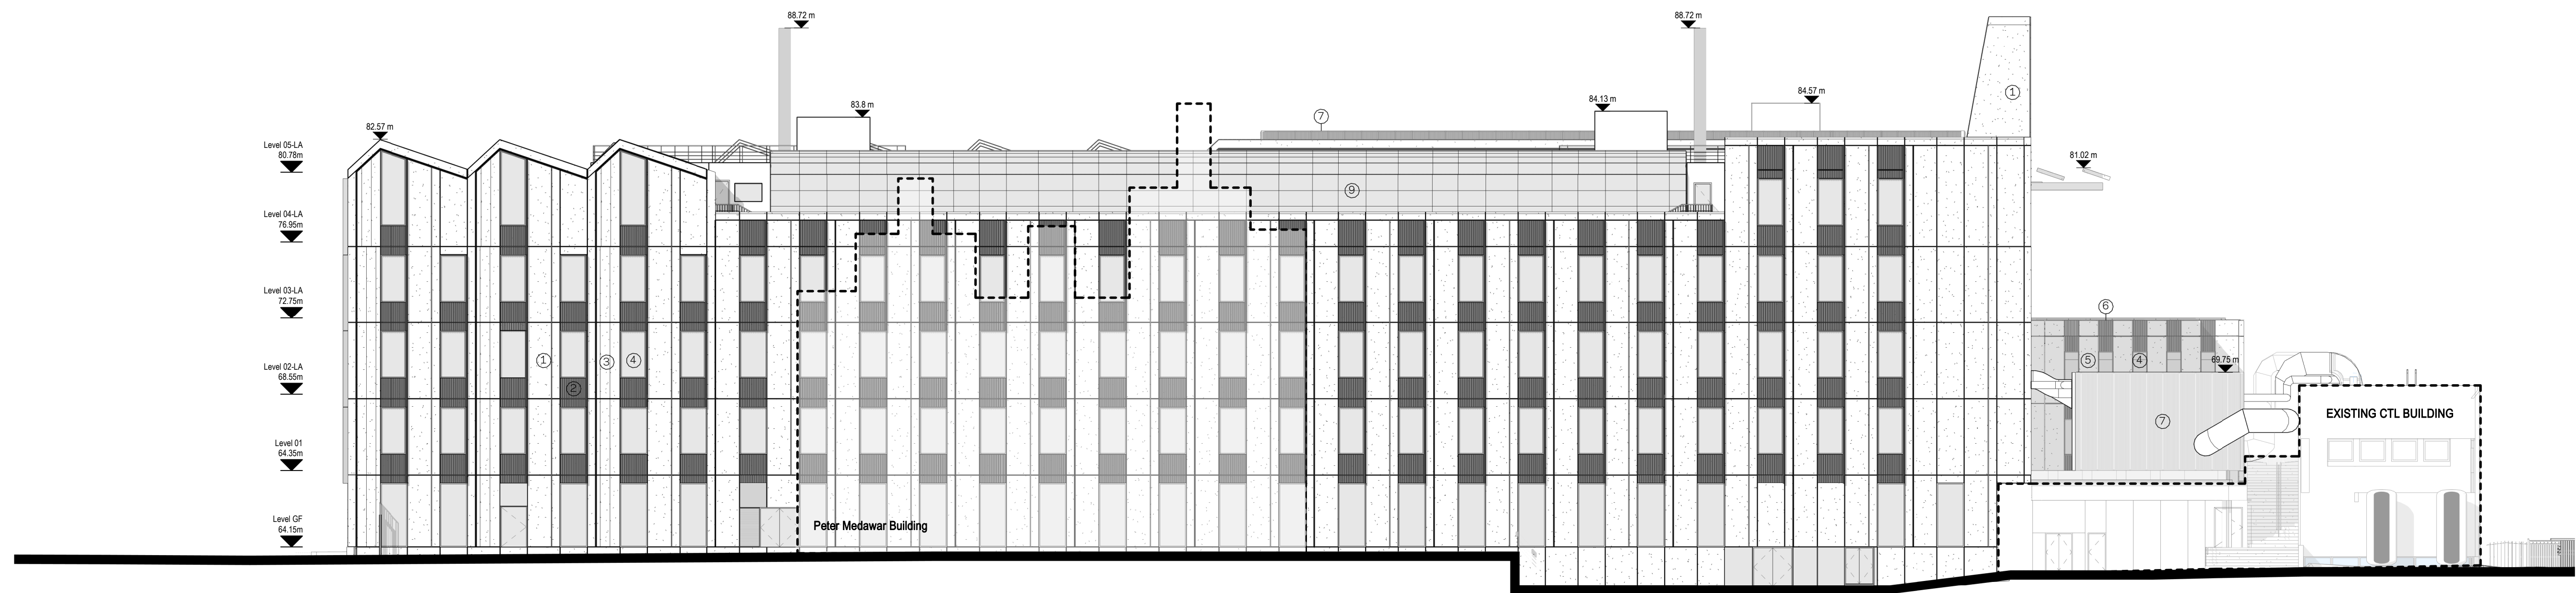 88.72 m
88.72 m
83.8 m
84.13 m
84.57 m
82.57 m
7
1
Level 05-LA
80.78m
81.02 m
9
Level 04-LA
76.95m
Level 03-LA
72.75m
6
1
3
4
5
4
69.75 m
Level 02-LA
68.55m
2
EXISTING CTL BUILDING
7
Level 01
64.35m
Level GF
64.15m
Peter Medawar Building